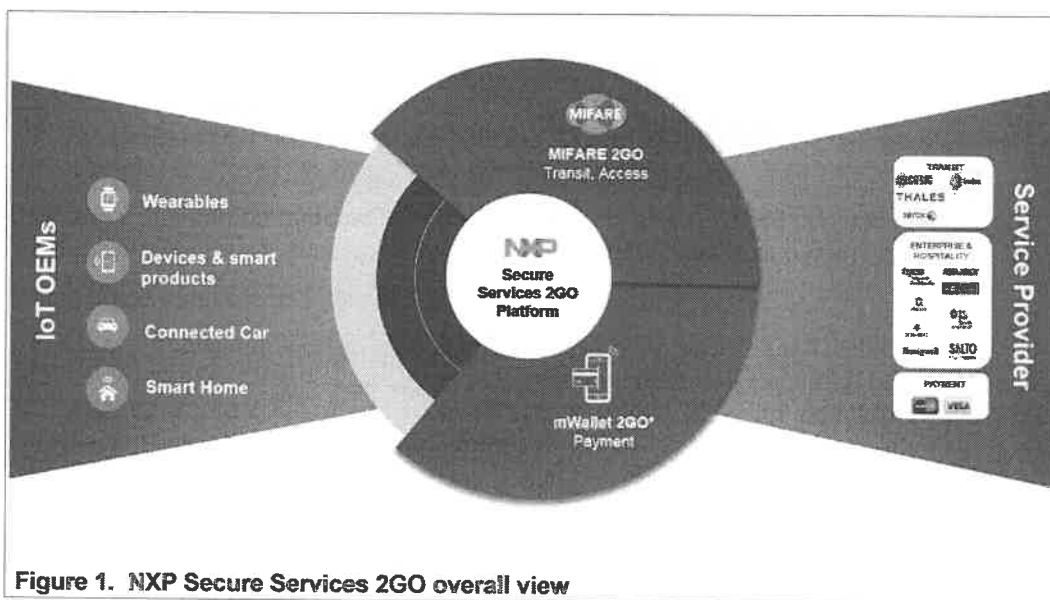 IoT OEMs
Wearables
Devices & smart
products
Connected Car
Smart Home
MIFARE
MIFARE 2GO
Transit, Access
NXP
Secure
Services 2GO
Platform
mWallet 2GO*
Payment
Service Provider
TRANSIT
THALES
ENTERPRISE &
HOSPITALITY
Honeywell
SALTO
PAYMENT
VISA
Figure 1. NXP Secure Services 2GO overall view